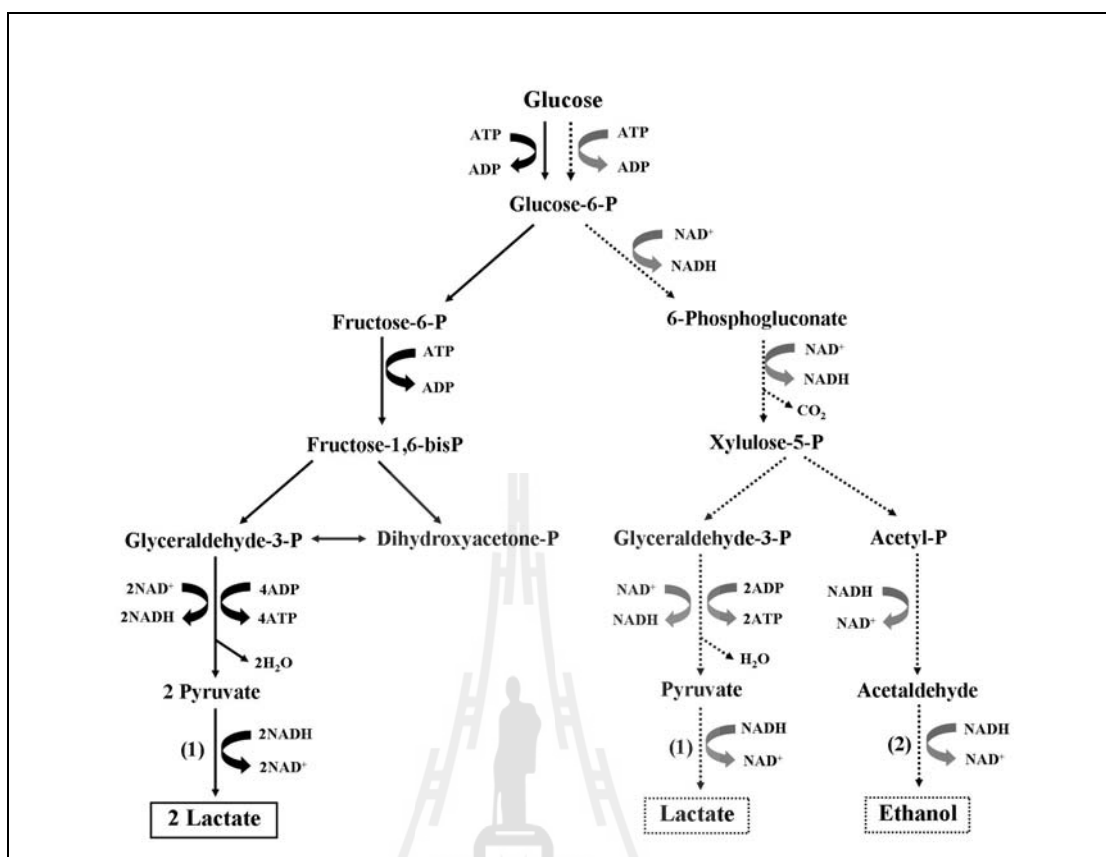 Glucose
ATP ATP
ADP ADP
Glucose-6-P
NAD⁺
NADH
Fructose-6-P 6-Phosphogluconate
ATP NAD⁺
ADP NADH
CO₂
Fructose-1,6-bisP Xylulose-5-P
Glyceraldehyde-3-P Dihydroxyacetone-P Glyceraldehyde-3-P Acetyl-P
2NAD⁺ 4ADP NAD⁺ 2ADP NADH
2NADH 4ATP NADH 2ATP NAD⁺
2H₂O H₂O
2 Pyruvate Pyruvate Acetaldehyde
(1) 2NADH (1) NADH (2) NADH
2NAD⁺ NAD⁺ NAD⁺
2 Lactate Lactate Ethanol